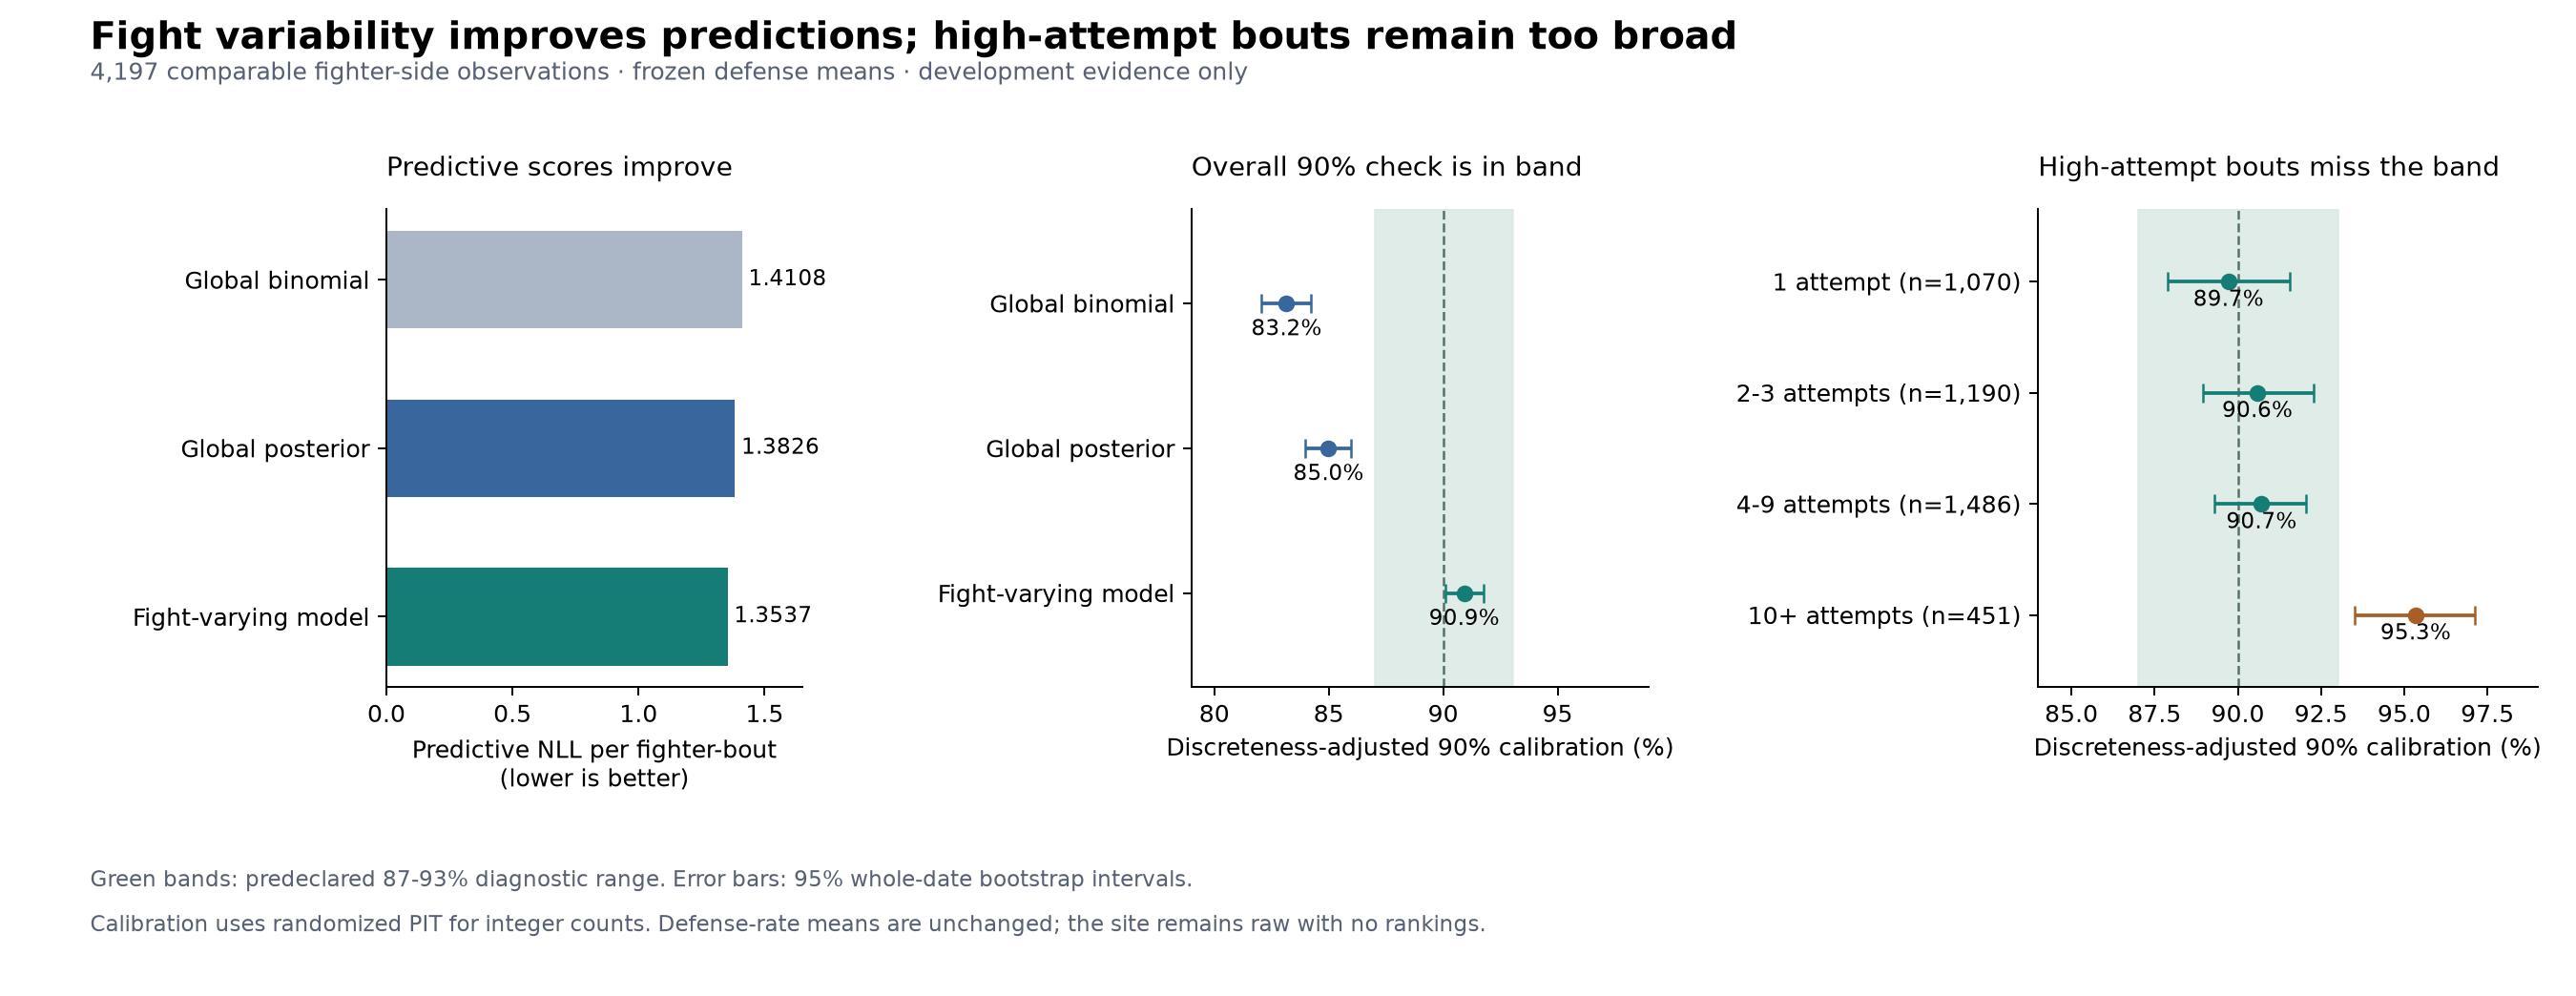 Fight variability improves predictions; high-attempt bouts remain too broad
4,197 comparable fighter-side observations · frozen defense means · development evidence only
Predictive scores improve
Global binomial
1.4108
Global posterior
1.3826
Fight-varying model
1.3537
0.0 0.5 1.0 1.5
Predictive NLL per fighter-bout
(lower is better)
Overall 90% check is in band
Global binomial
83.2%
Global posterior
85.0%
Fight-varying model
90.9%
80 85 90 95
Discreteness-adjusted 90% calibration (%)
High-attempt bouts miss the band
1 attempt (n=1,070)
89.7%
2-3 attempts (n=1,190)
90.6%
4-9 attempts (n=1,486)
90.7%
10+ attempts (n=451)
95.3%
85.0 87.5 90.0 92.5 95.0 97.5
Discreteness-adjusted 90% calibration (%)
Green bands: predeclared 87-93% diagnostic range. Error bars: 95% whole-date bootstrap intervals.
Calibration uses randomized PIT for integer counts. Defense-rate means are unchanged; the site remains raw with no rankings.